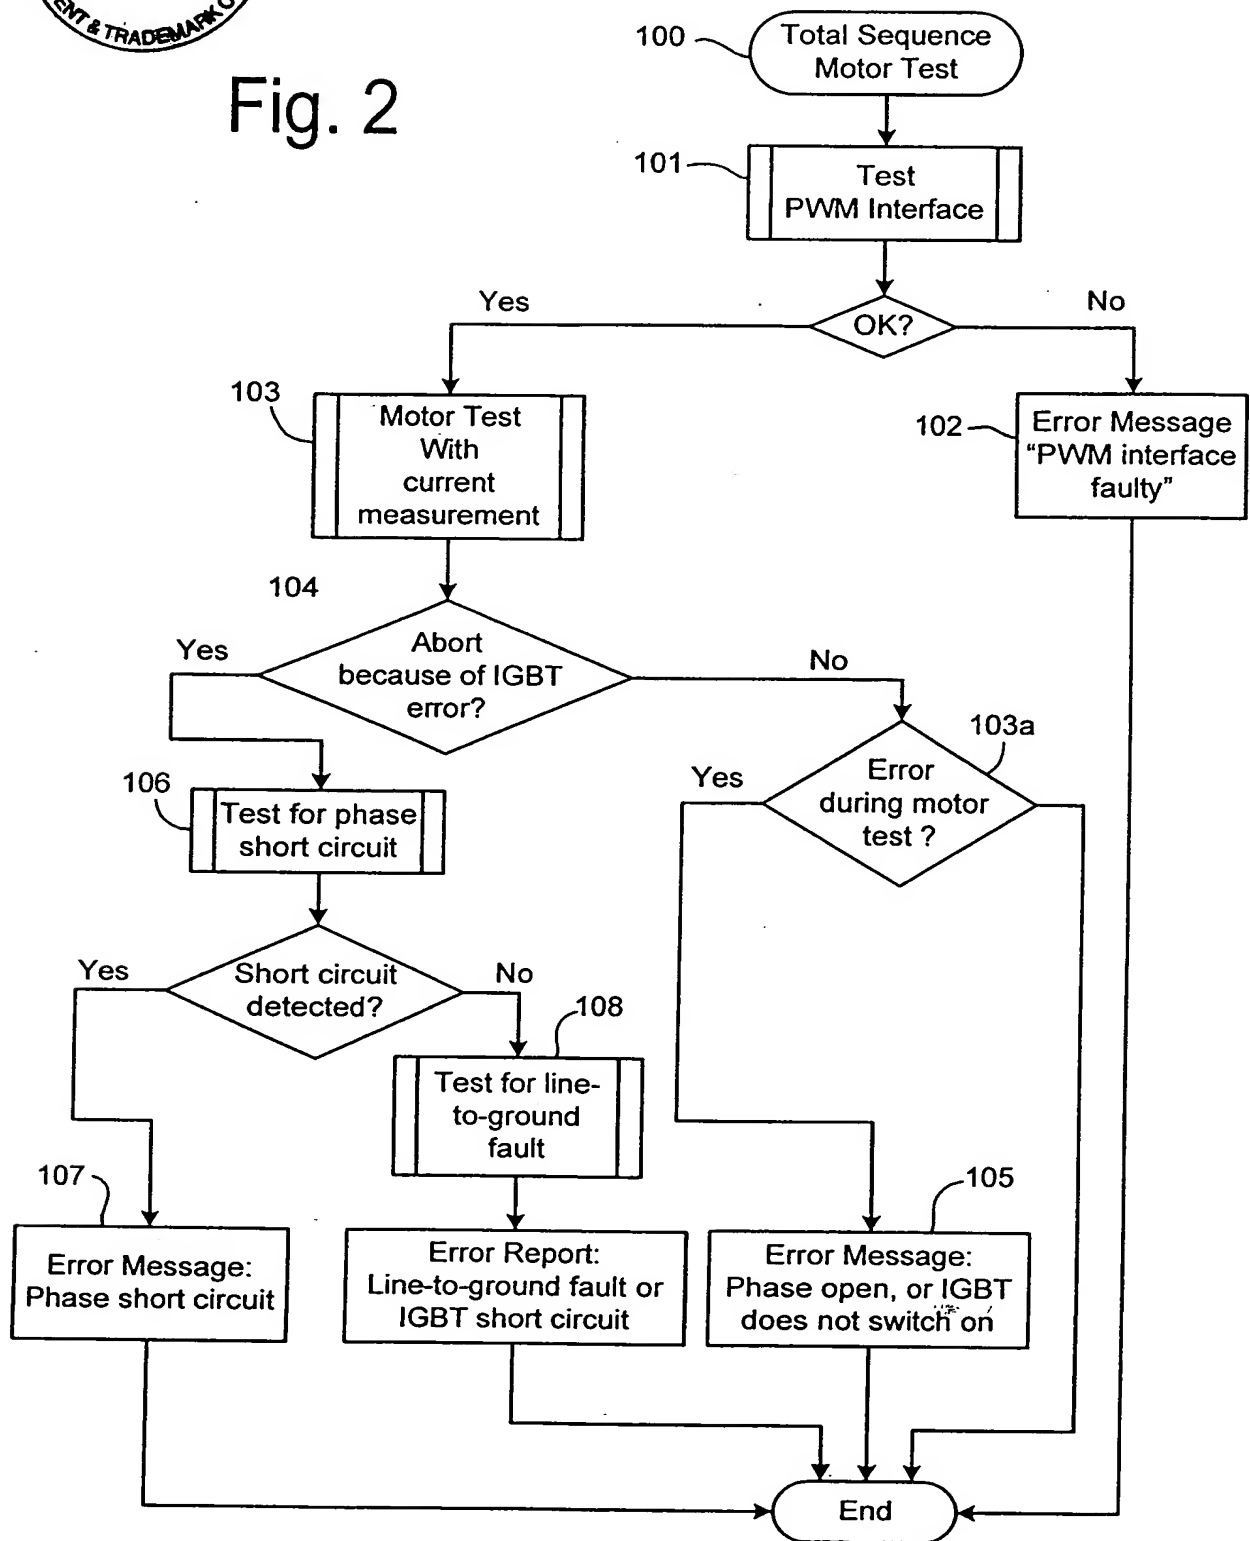 ENT & TRADEMARK O
Fig. 2
100
Total Sequence
Motor Test
101
Test
PWM Interface
Yes
OK?
No
103
Motor Test
With
current
measurement
102
Error Message
“PWM interface
faulty”
104
Yes
Abort
because of IGBT
error?
No
103a
106
Test for phase
short circuit
Yes
Error
during motor
test ?
Yes
Short circuit
detected?
No
108
Test for line-
to-ground
fault
107
Error Message:
Phase short circuit
Error Report:
Line-to-ground fault or
IGBT short circuit
105
Error Message:
Phase open, or IGBT
does not switch on
End